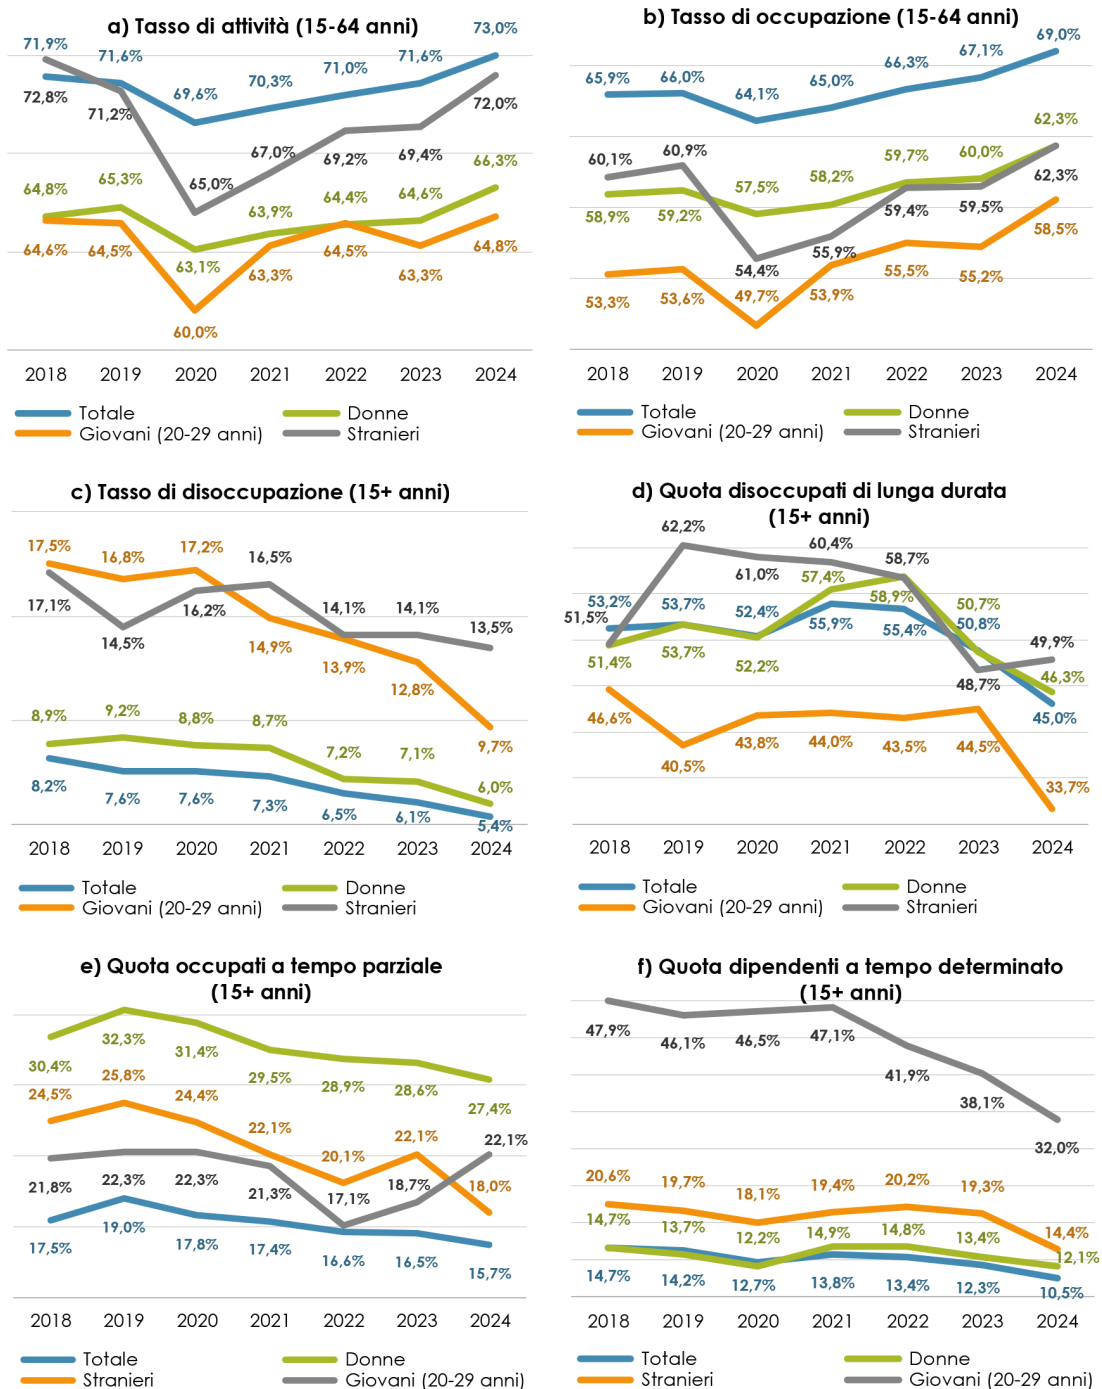 a) Tasso di attività (15-64 anni)
71,9% 71,6% 69,6% 70,3% 71,0% 71,6% 73,0%
72,8% 71,2% 65,0% 67,0% 69,2% 69,4% 72,0%
64,8% 65,3% 63,1% 63,9% 64,4% 64,6% 66,3%
64,6% 64,5% 60,0% 63,3% 64,5% 63,3% 64,8%
2018 2019 2020 2021 2022 2023 2024
Totale Donne
Giovani (20-29 anni) Stranieri
b) Tasso di occupazione (15-64 anni)
65,9% 66,0% 64,1% 65,0% 66,3% 67,1% 69,0%
60,1% 60,9% 54,4% 55,9% 59,4% 59,5% 62,3%
58,9% 59,2% 57,5% 58,2% 59,7% 60,0% 62,3%
53,3% 53,6% 49,7% 53,9% 55,5% 55,2% 58,5%
2018 2019 2020 2021 2022 2023 2024
Totale Donne
Giovani (20-29 anni) Stranieri
c) Tasso di disoccupazione (15+ anni)
17,5% 16,8% 17,2% 14,9% 13,9% 12,8% 9,7%
17,1% 14,5% 16,2% 16,5% 14,1% 14,1% 13,5%
8,9% 9,2% 8,8% 8,7% 7,2% 7,1% 6,0%
8,2% 7,6% 7,6% 7,3% 6,5% 6,1% 5,4%
2018 2019 2020 2021 2022 2023 2024
Totale Donne
Giovani (20-29 anni) Stranieri
d) Quota disoccupati di lunga durata
(15+ anni)
51,5% 62,2% 61,0% 60,4% 58,7% 48,7% 49,9%
53,2% 53,7% 52,4% 55,9% 55,4% 50,8% 45,0%
51,4% 53,7% 52,2% 57,4% 58,9% 50,7% 46,3%
46,6% 40,5% 43,8% 44,0% 43,5% 44,5% 33,7%
2018 2019 2020 2021 2022 2023 2024
Totale Donne
Giovani (20-29 anni) Stranieri
e) Quota occupati a tempo parziale
(15+ anni)
30,4% 32,3% 31,4% 29,5% 28,9% 28,6% 27,4%
24,5% 25,8% 24,4% 22,1% 20,1% 22,1% 18,0%
21,8% 22,3% 22,3% 21,3% 17,1% 18,7% 22,1%
17,5% 19,0% 17,8% 17,4% 16,6% 16,5% 15,7%
2018 2019 2020 2021 2022 2023 2024
Totale Donne
Stranieri Giovani (20-29 anni)
f) Quota dipendenti a tempo determinato
(15+ anni)
47,9% 46,1% 46,5% 47,1% 41,9% 38,1% 32,0%
20,6% 19,7% 18,1% 19,4% 20,2% 19,3% 14,4%
14,7% 13,7% 12,2% 14,9% 14,8% 13,4% 12,1%
14,7% 14,2% 12,7% 13,8% 13,4% 12,3% 10,5%
2018 2019 2020 2021 2022 2023 2024
Totale Donne
Stranieri Giovani (20-29 anni)